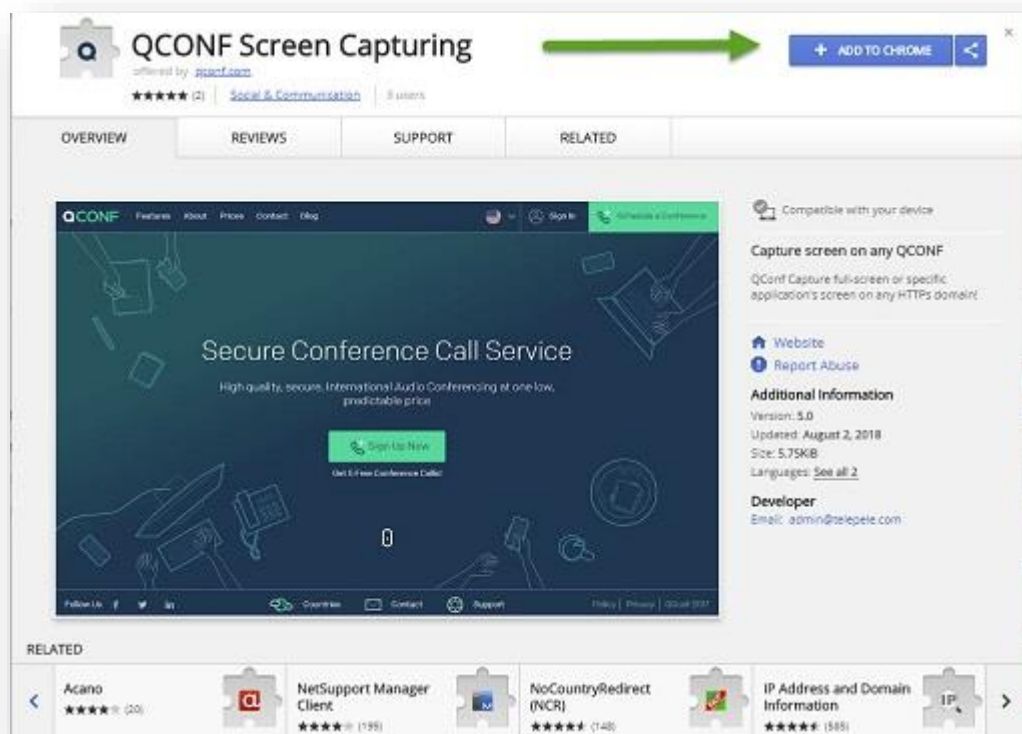 QCONF Screen Capturing
offered by qconf.com
★★★★★ (2) Social & Communication
+ ADD TO CHROME
OVERVIEW REVIEWS SUPPORT RELATED
QCONF Features About Prices Contact Blog Sign In Schedule a Conference
Secure Conference Call Service
High quality, secure, International Audio Conferencing at one low,
predictable price
Sign Up Now
Get 5 Free Conference Calls!
Follow Us Countries Contact Support Policy | Privacy | QConf 2017
Compatible with your device
Capture screen on any QCONF
QConf Capture full-screen or specific
application's screen on any HTTPs domain!
Website
Report Abuse
Additional Information
Version: 5.0
Updated: August 2, 2018
Size: 5.75KiB
Languages: See all 2
Developer
Email: admin@telepele.com
RELATED
Acano
★★★★ (20)
NetSupport Manager
Client
★★★★ (195)
NoCountryRedirect
(NCR)
(148)
IP Address and Domain
Information
(585)
IP